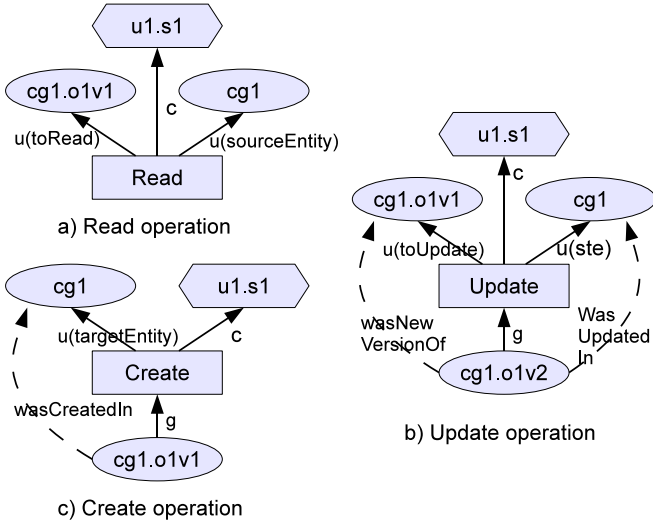 u1.s1
cg1.o1v1
cg1
c
u(toRead)
u(sourceEntity)
Read
a) Read operation
u1.s1
c
cg1.o1v1
cg1
u(toUpdate)
u(ste)
Update
wasNew
VersionOf
g
Was
Updated
In
cg1.o1v2
b) Update operation
cg1
u1.s1
u(targetEntity)
c
Create
wasCreatedIn
g
cg1.o1v1
c) Create operation